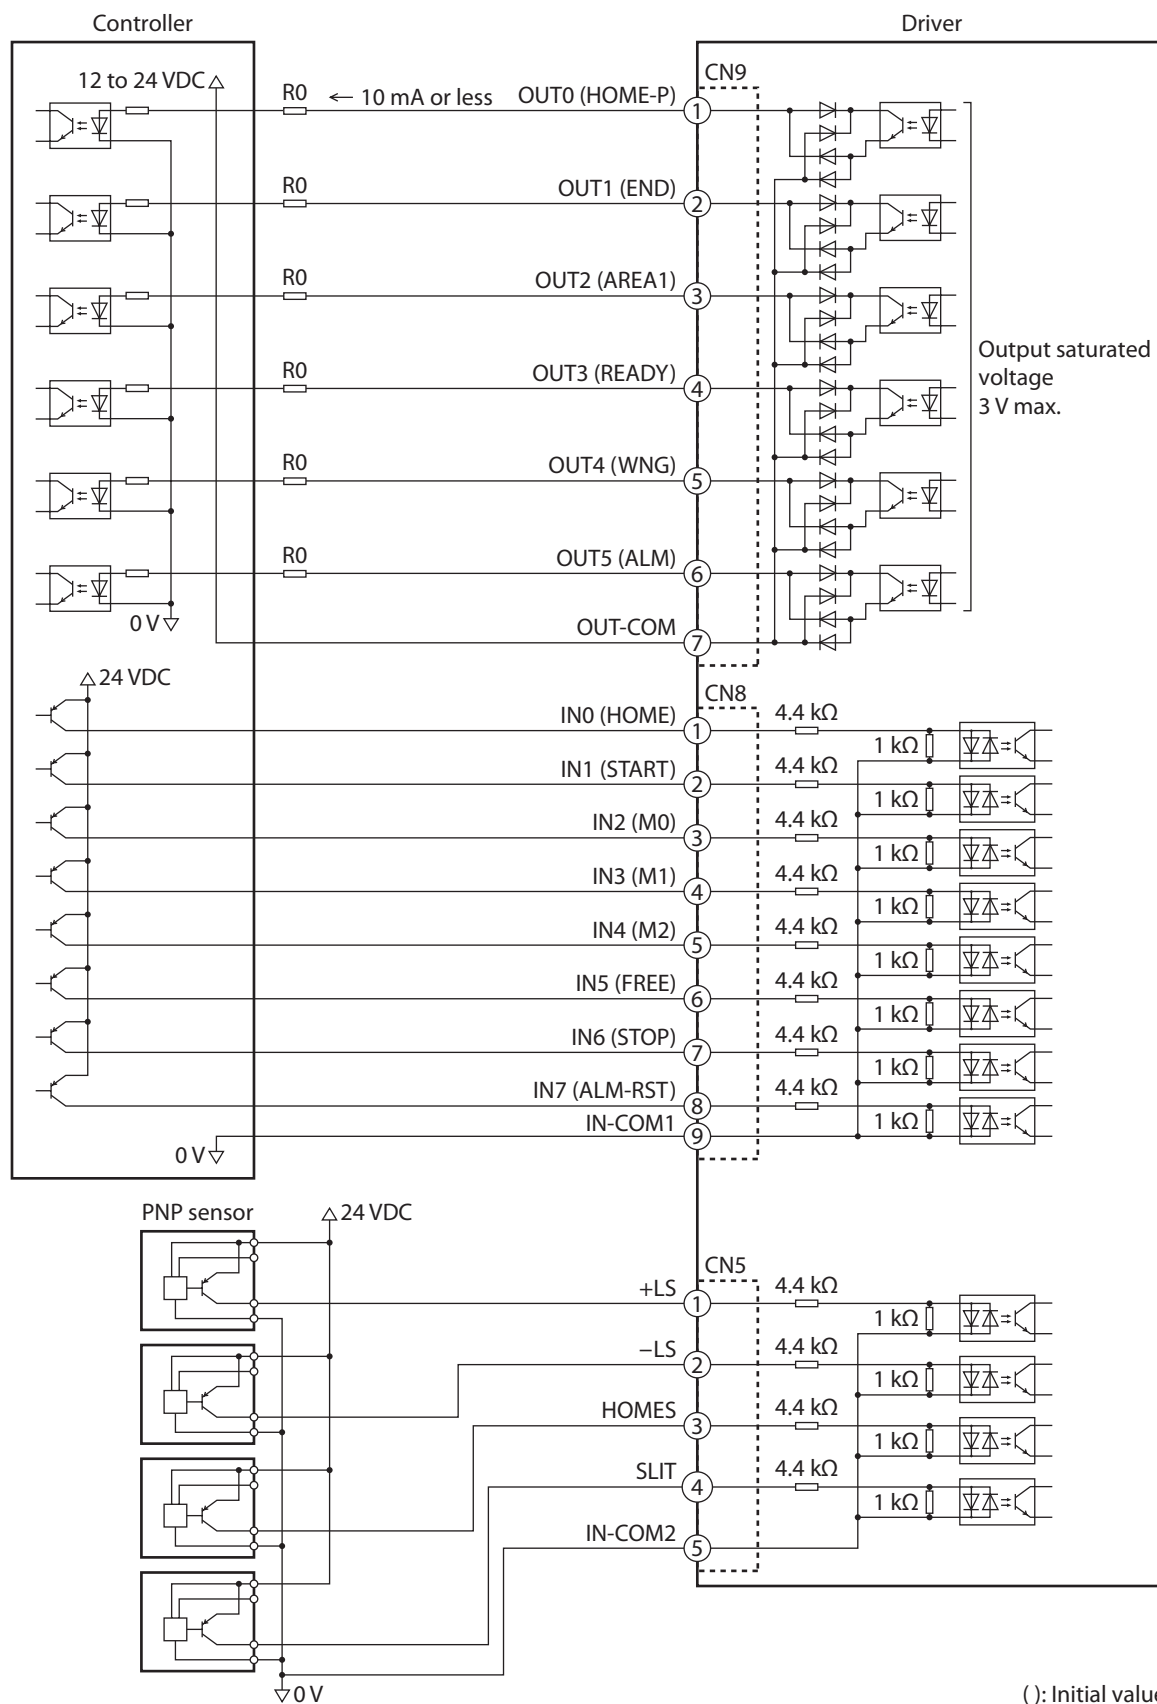 Controller
Driver
12 to 24 VDC
R0
← 10 mA or less
OUT0 (HOME-P)
CN9
1
R0
OUT1 (END)
2
R0
OUT2 (AREA1)
3
Output saturated
voltage
3 V max.
R0
OUT3 (READY)
4
R0
OUT4 (WNG)
5
R0
OUT5 (ALM)
6
0 V
OUT-COM
7
24 VDC
CN8
IN0 (HOME)
1
4.4 kΩ
1 kΩ
IN1 (START)
2
4.4 kΩ
1 kΩ
IN2 (M0)
3
4.4 kΩ
1 kΩ
IN3 (M1)
4
4.4 kΩ
1 kΩ
IN4 (M2)
5
4.4 kΩ
1 kΩ
IN5 (FREE)
6
4.4 kΩ
1 kΩ
IN6 (STOP)
7
4.4 kΩ
1 kΩ
IN7 (ALM-RST)
8
4.4 kΩ
1 kΩ
IN-COM1
9
0 V
PNP sensor
24 VDC
CN5
+LS
1
4.4 kΩ
1 kΩ
−LS
2
4.4 kΩ
1 kΩ
HOMES
3
4.4 kΩ
1 kΩ
SLIT
4
4.4 kΩ
1 kΩ
IN-COM2
5
0 V
( ): Initial value